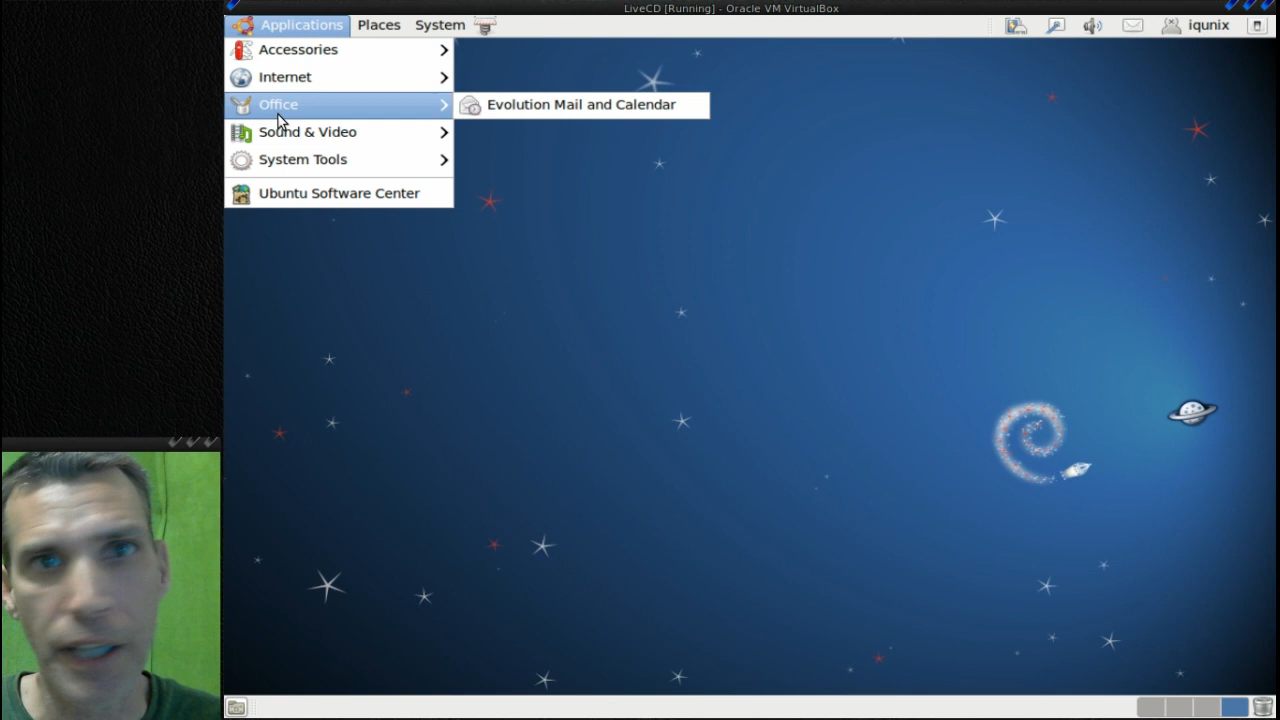 LiveCD [Running] - Oracle VM VirtualBox
Applications Places System iqunix
Accessories
Internet
Office Evolution Mail and Calendar
Sound & Video
System Tools
Ubuntu Software Center